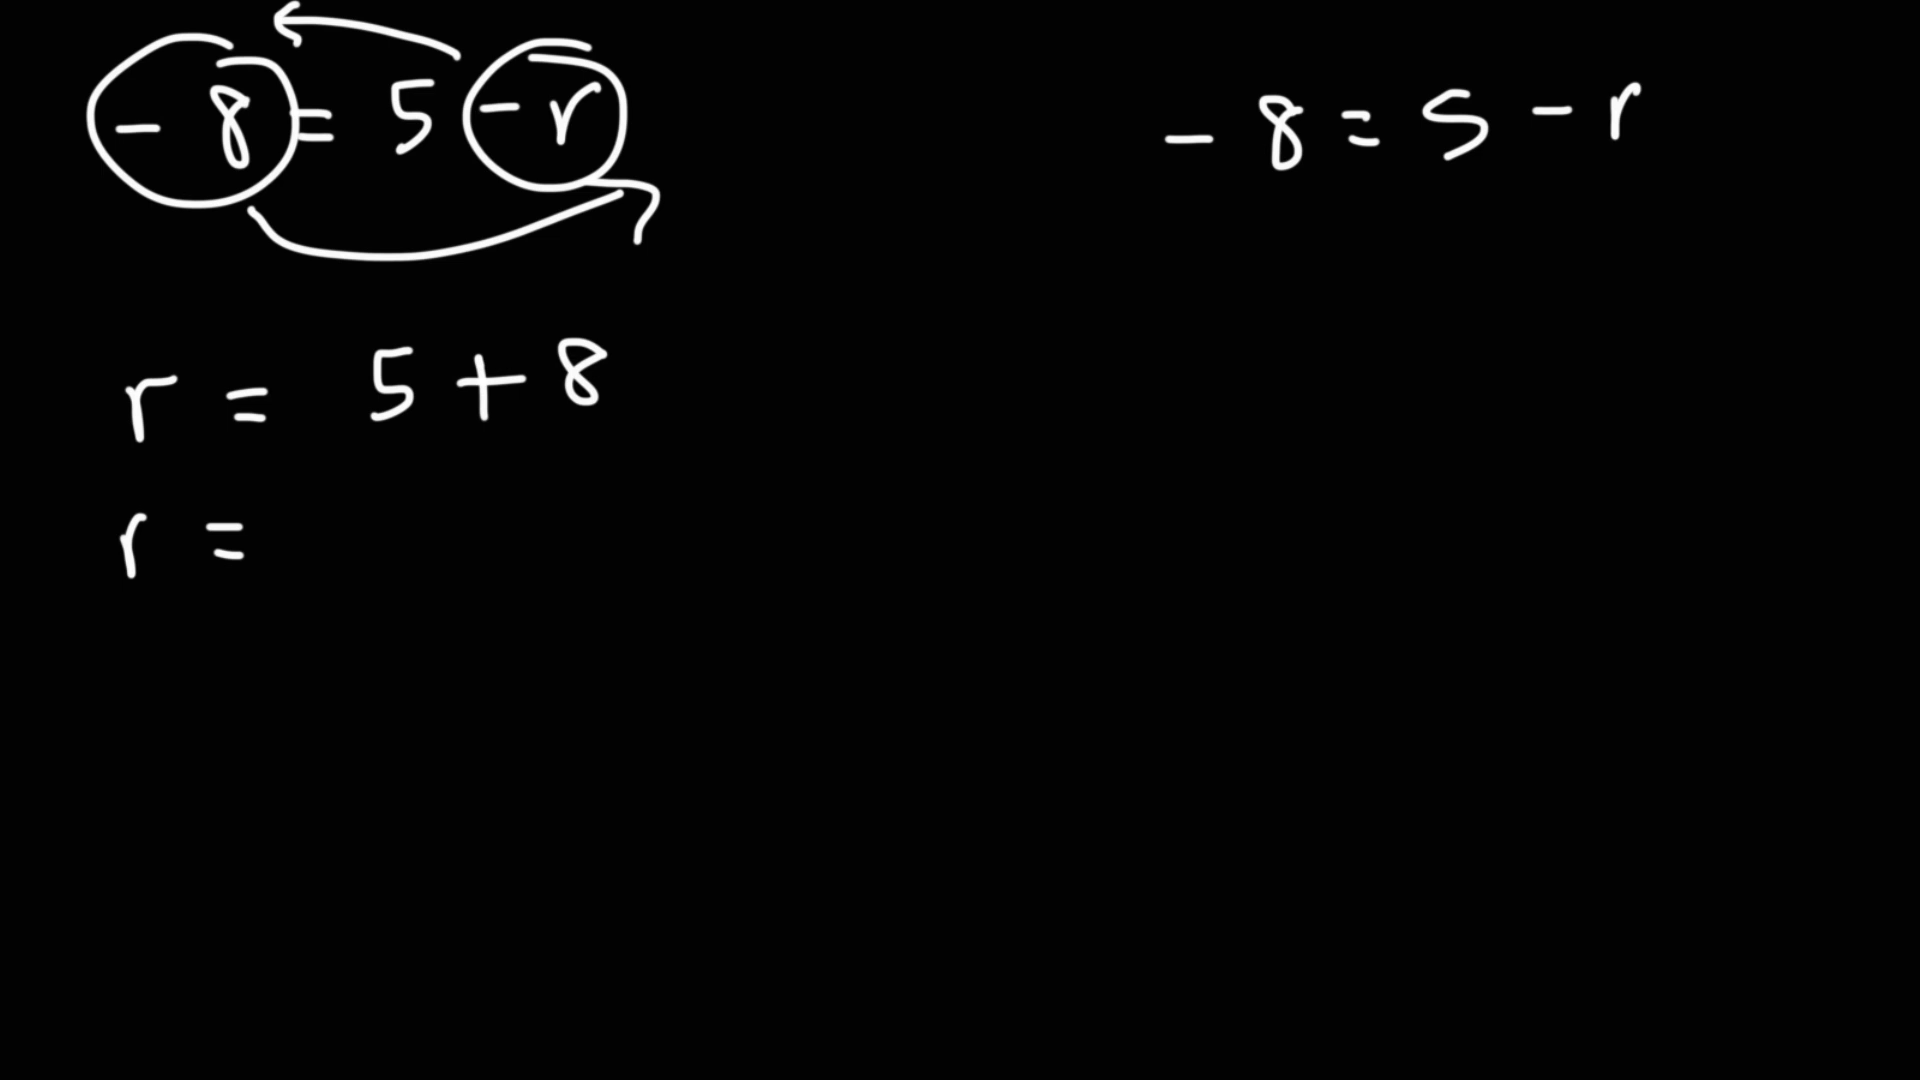 - 8 = 5 - r
r = 5 + 8
r =
- 8 = 5 - r